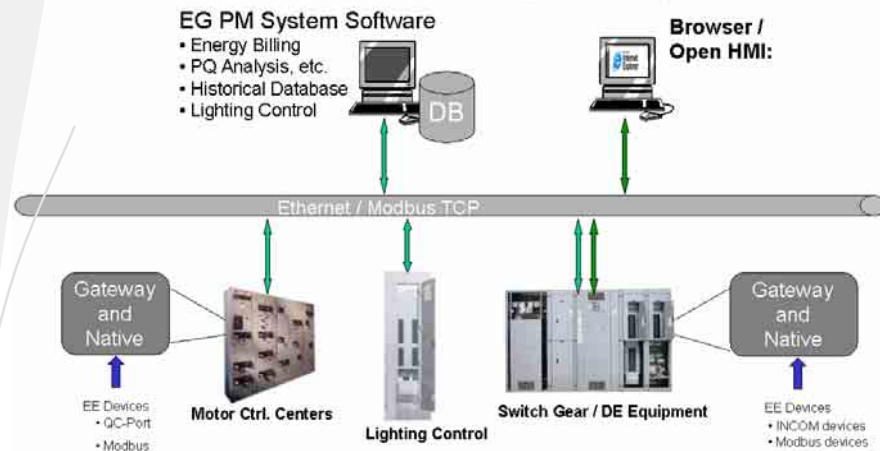 EG PM System Software
• Energy Billing
• PQ Analysis, etc.
• Historical Database
• Lighting Control
DB
Browser /
Open HMI:
Internet
Explorer
Ethernet / Modbus TCP
Gateway
and
Native
EE Devices
• QC-Port
• Modbus
Motor Ctrl. Centers
Lighting Control
Switch Gear / DE Equipment
Gateway
and
Native
EE Devices
• INCOM devices
• Modbus devices